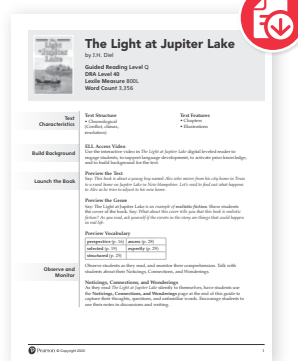 The Light at Jupiter Lake
by J.H. Diel
Guided Reading Level Q
DRA Level 40
Lexile Measure 800L
Word Count 3,356
Text
Characteristics
Text Structure
• Chronological
(Conflict, climax,
resolution)
Text Features
• Chapters
• Illustrations
Build Background
ELL Access Video
Use the interactive video in The Light at Jupiter Lake digital leveled reader to
engage students, to support language development, to activate prior knowledge,
and to build background for the text.
Launch the Book
Preview the Text
Say: This book is about a young boy named Alex who moves from his city home in Texas
to a rural home on Jupiter Lake in New Hampshire. Let's read to find out what happens
to Alex as he tries to adjust to his new home.
Preview the Genre
Say: The Light at Jupiter Lake is an example of realistic fiction. Show students
the cover of the book. Say: What about this cover tells you that this book is realistic
fiction? As you read, ask yourself if the events in the story are things that could happen
in real life.
Preview Vocabulary
perspective (p. 16) assess (p. 28)
selected (p. 19) expertly (p. 29)
structured (p. 21)
Observe and
Monitor
Observe students as they read, and monitor their comprehension. Talk with
students about their Noticings, Connections, and Wonderings.
Noticings, Connections, and Wonderings
As they read The Light at Jupiter Lake silently to themselves, have students use
the Noticings, Connections, and Wonderings page at the end of this guide to
capture their thoughts, questions, and unfamiliar words. Encourage students to
use their notes in discussions and writing.
Pearson © Copyright 2020
1